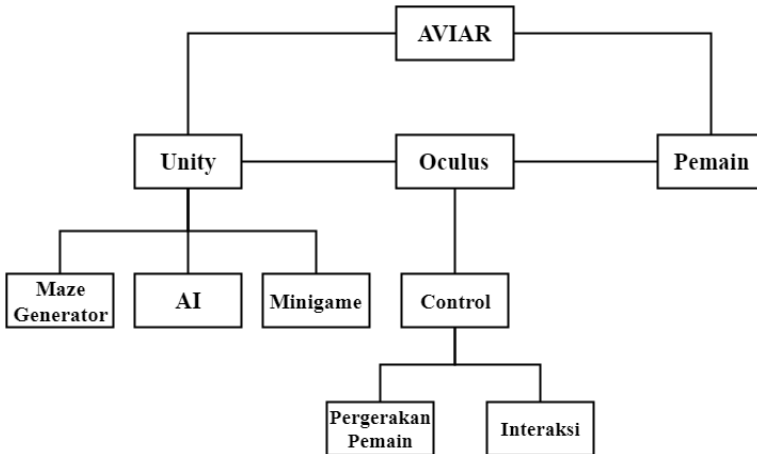 AVIAR
Unity
Oculus
Pemain
Maze
Generator
AI
Minigame
Control
Pergerakan
Pemain
Interaksi